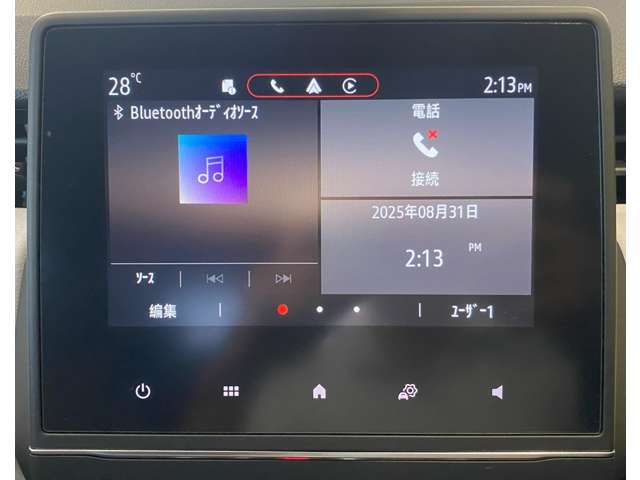 28℃
2:13PM
Bluetoothオーディオソース
電話
接続
2025年08月31日
2:13 PM
ソース
編集
ユーザー1